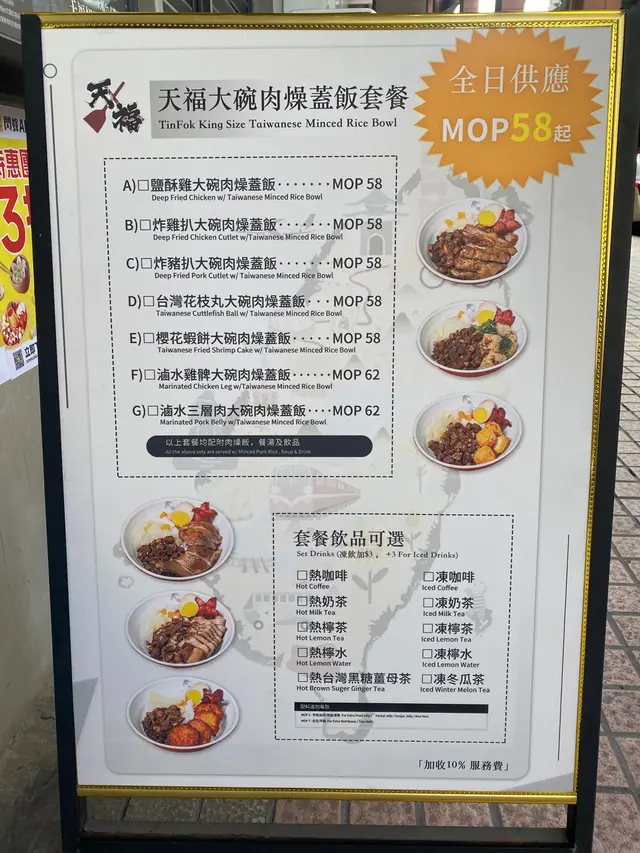 天福
天福大碗肉燥蓋飯套餐
TinFok King Size Taiwanese Minced Rice Bowl
全日供應
MOP58起
A)□鹽酥雞大碗肉燥蓋飯·······MOP 58
Deep Fried Chicken w/ Taiwanese Minced Rice Bowl
B)□炸雞扒大碗肉燥蓋飯·······MOP 58
Deep Fried Chicken Cutlet w/Taiwanese Minced Rice Bowl
C)□炸豬扒大碗肉燥蓋飯·······MOP 58
Deep Fried Pork Cutlet w/ Taiwanese Minced Rice Bowl
D)□台灣花枝丸大碗肉燥蓋飯···MOP 58
Taiwanese Cuttlefish Ball w/ Taiwanese Minced Rice Bowl
E)□櫻花蝦餅大碗肉燥蓋飯·····MOP 58
Taiwanese Fried Shrimp Cake w/ Taiwanese Minced Rice Bowl
F)□滷水雞髀大碗肉燥蓋飯·····MOP 62
Marinated Chicken Leg w/Taiwanese Minced Rice Bowl
G)□滷水三層肉大碗肉燥蓋飯····MOP 62
Marinated Pork Belly w/Taiwanese Minced Rice Bowl
以上套餐均配附肉燥飯、餐湯及飲品
All the above sets are served w/ Minced Pork Rice, Soup & Drink
套餐飲品可選
Set Drinks (凍飲加$3, +3 For Iced Drinks)
□熱咖啡 □凍咖啡
Hot Coffee Iced Coffee
□熱奶茶 □凍奶茶
Hot Milk Tea Iced Milk Tea
□熱檸茶 □凍檸茶
Hot Lemon Tea Iced Lemon Tea
□熱檸水 □凍檸水
Hot Lemon Water Iced Lemon Water
□熱台灣黑糖薑母茶 □凍冬瓜茶
Hot Brown Suger Ginger Tea Iced Winter Melon Tea
「加收10% 服務費」